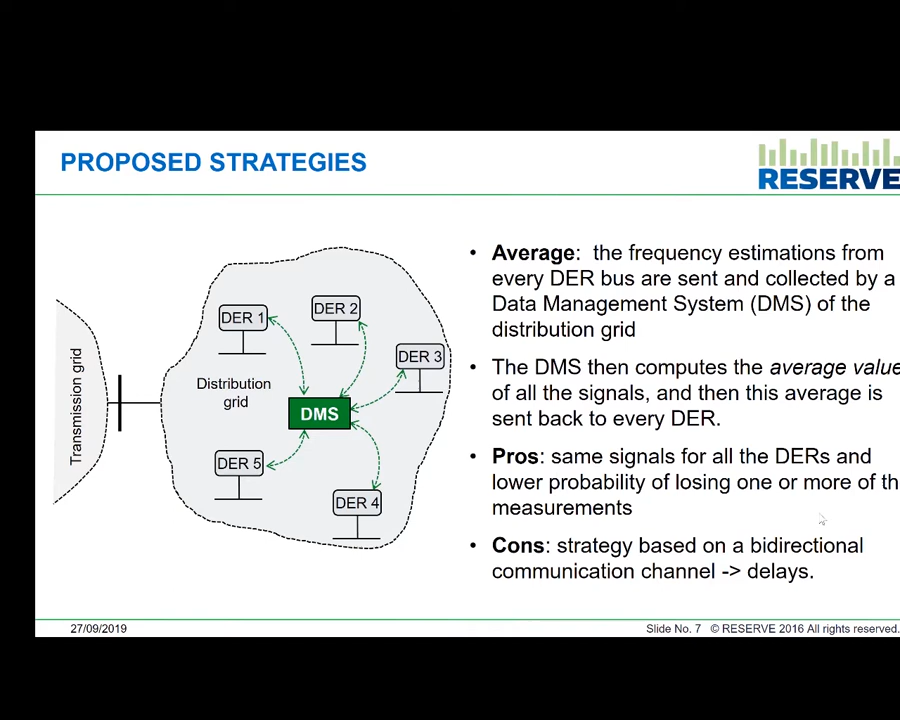 PROPOSED STRATEGIES
RESERVE
Transmission grid
Distribution
grid
DER 1
DER 2
DER 3
DMS
DER 5
DER 4
• Average: the frequency estimations from
every DER bus are sent and collected by a
Data Management System (DMS) of the
distribution grid
• The DMS then computes the average value
of all the signals, and then this average is
sent back to every DER.
• Pros: same signals for all the DERs and
lower probability of losing one or more of th
measurements
• Cons: strategy based on a bidirectional
communication channel -> delays.
27/09/2019
Slide No. 7 © RESERVE 2016 All rights reserved.